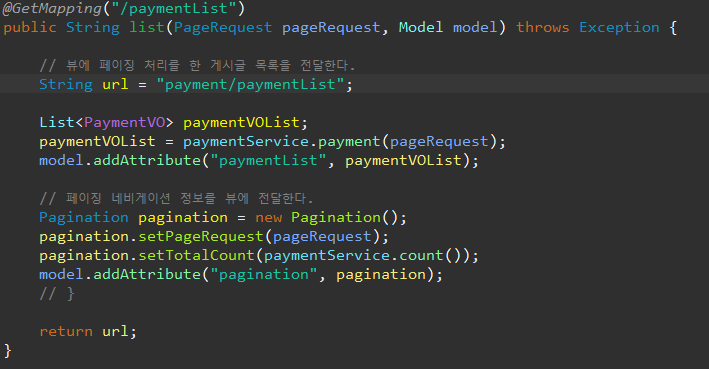 @GetMapping("/paymentList")
public String list(PageRequest pageRequest, Model model) throws Exception {
// 뷰에 페이징 처리를 한 게시글 목록을 전달한다.
String url = "payment/paymentList";
List<PaymentVO> paymentVOList;
paymentVOList = paymentService.payment(pageRequest);
model.addAttribute("paymentList", paymentVOList);
// 페이징 네비게이션 정보를 뷰에 전달한다.
Pagination pagination = new Pagination();
pagination.setPageRequest(pageRequest);
pagination.setTotalCount(paymentService.count());
model.addAttribute("pagination", pagination);
// }
return url;
}